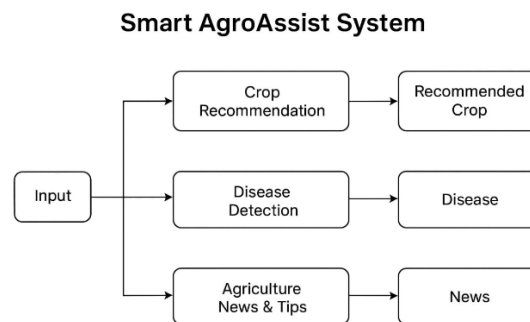 Smart AgroAssist System
Crop
Recommendation
Recommended
Crop
Input
Disease
Detection
Disease
Agriculture
News & Tips
News